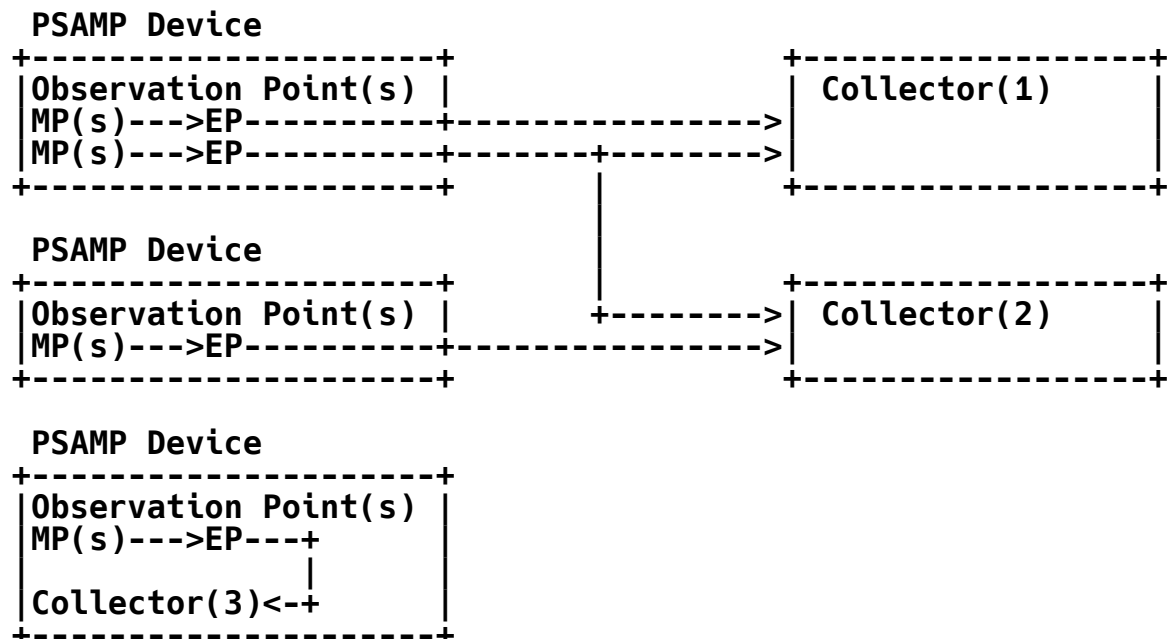 PSAMP Device
+---------------------+                 +------------------+
|Observation Point(s) |                 | Collector(1)     |
|MP(s)--->EP----------+---------------->|                  |
|MP(s)--->EP----------+-------+-------->|                  |
+---------------------+       |         +------------------+
                              |
 PSAMP Device                 |
+---------------------+       |         +------------------+
|Observation Point(s) |       +-------->| Collector(2)     |
|MP(s)--->EP----------+---------------->|                  |
+---------------------+                 +------------------+

 PSAMP Device
+---------------------+
|Observation Point(s) |
|MP(s)--->EP---+      |
|              |      |
|Collector(3)<-+      |
+---------------------+